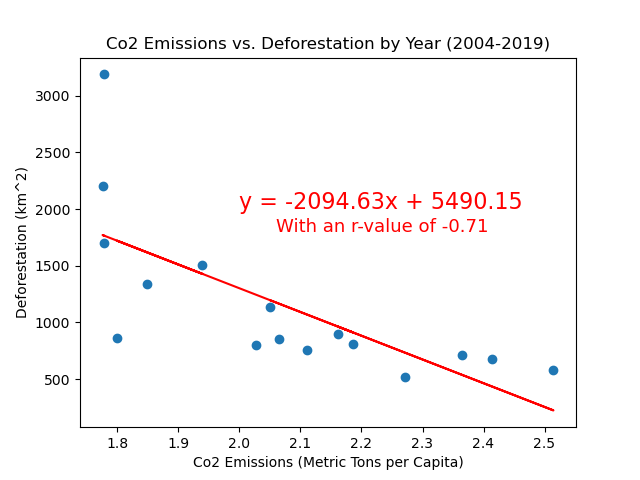 Co2 Emissions vs. Deforestation by Year (2004-2019)
3000
2500
2000
1500
1000
500
Deforestation (km^2)
y = -2094.63x + 5490.15
With an r-value of -0.71
1.8 1.9 2.0 2.1 2.2 2.3 2.4 2.5
Co2 Emissions (Metric Tons per Capita)